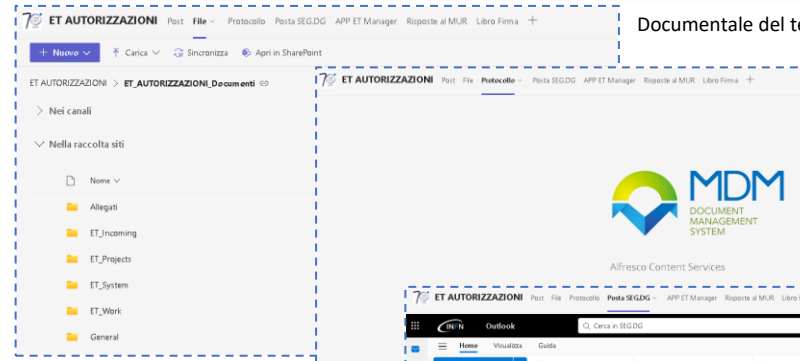 ET AUTORIZZAZIONI Post File Protocollo Posta SEG.DG APP ET Manager Risposte al MUR Libro Firma
Documentale del
Nuovo Carica Sincronizza Apri in SharePoint
ET AUTORIZZAZIONI > ET_AUTORIZZAZIONI_Documenti
Nei canali
Nella raccolta siti
Nome
Allegati
ET_Incoming
ET_Projects
ET_System
ET_Work
General
ET AUTORIZZAZIONI Post File Protocollo Posta SEG.DG APP ET Manager Risposte al MUR Libro Firma
MDM
DOCUMENT
MANAGEMENT
SYSTEM
Alfresco Content Services
ET AUTORIZZAZIONI Post File Protocollo Posta SEG.DG APP ET Manager Risposte al MUR Libro
INFN Outlook Cerca in SEG.DG
Home Visualizza Guida